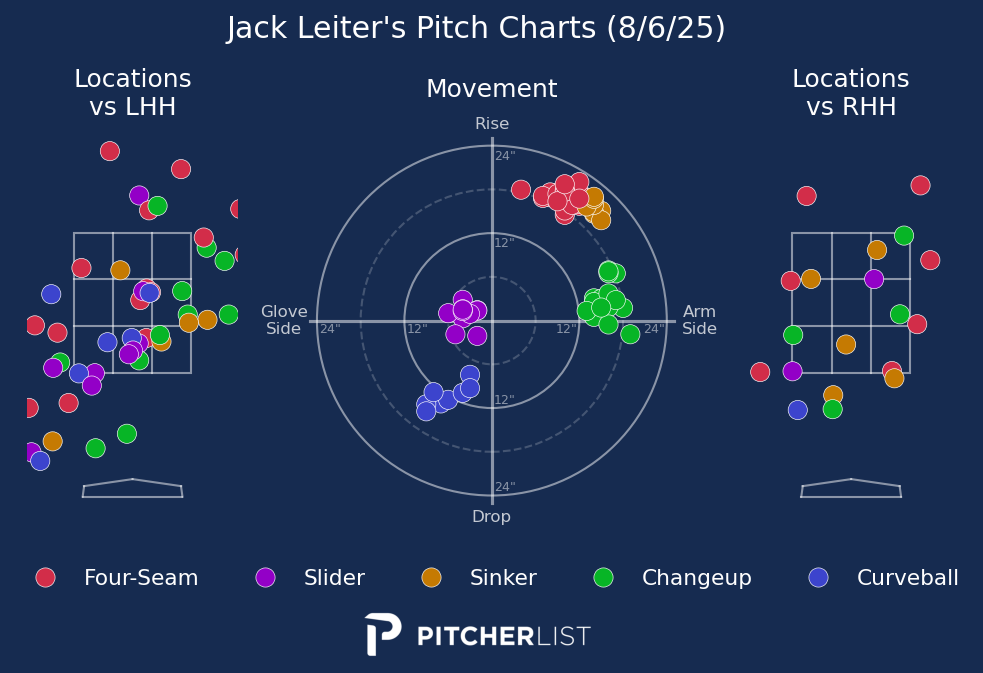 Jack Leiter's Pitch Charts (8/6/25)
Locations
vs LHH
Movement
Locations
vs RHH
Rise
24"
12"
Glove
Side
24"
12"
12"
24"
Arm
Side
12"
24"
Drop
Four-Seam
Slider
Sinker
Changeup
Curveball
PITCHERLIST